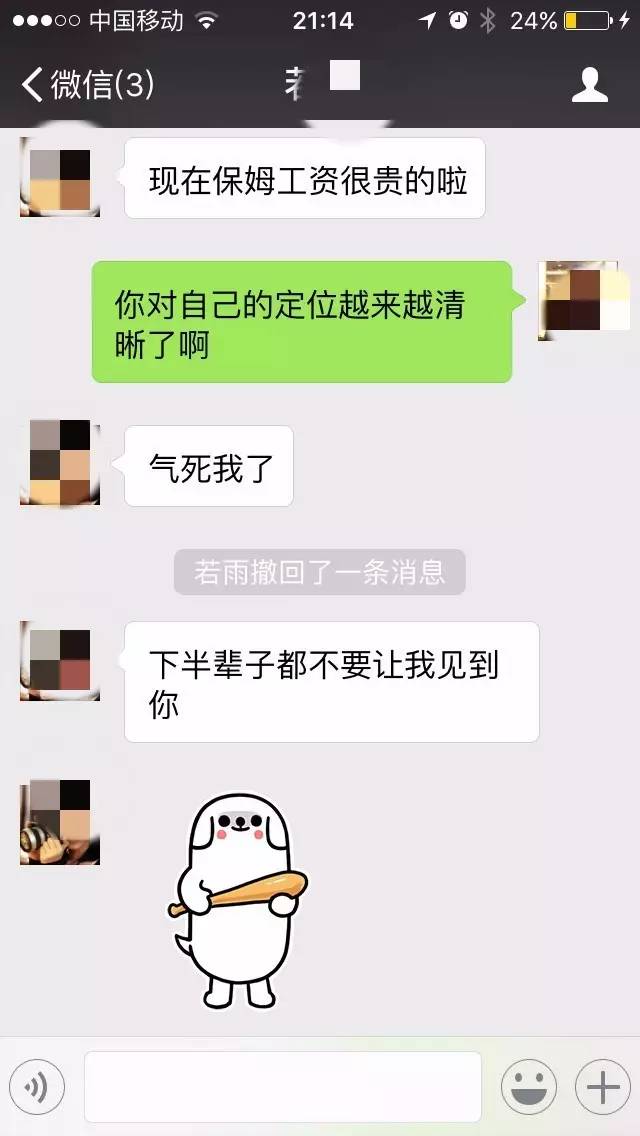 中国移动 21:14 24%
微信(3)
现在保姆工资很贵的啦
你对自己的定位越来越清
晰了啊
气死我了
若雨撤回了一条消息
下半辈子都不要让我见到
你